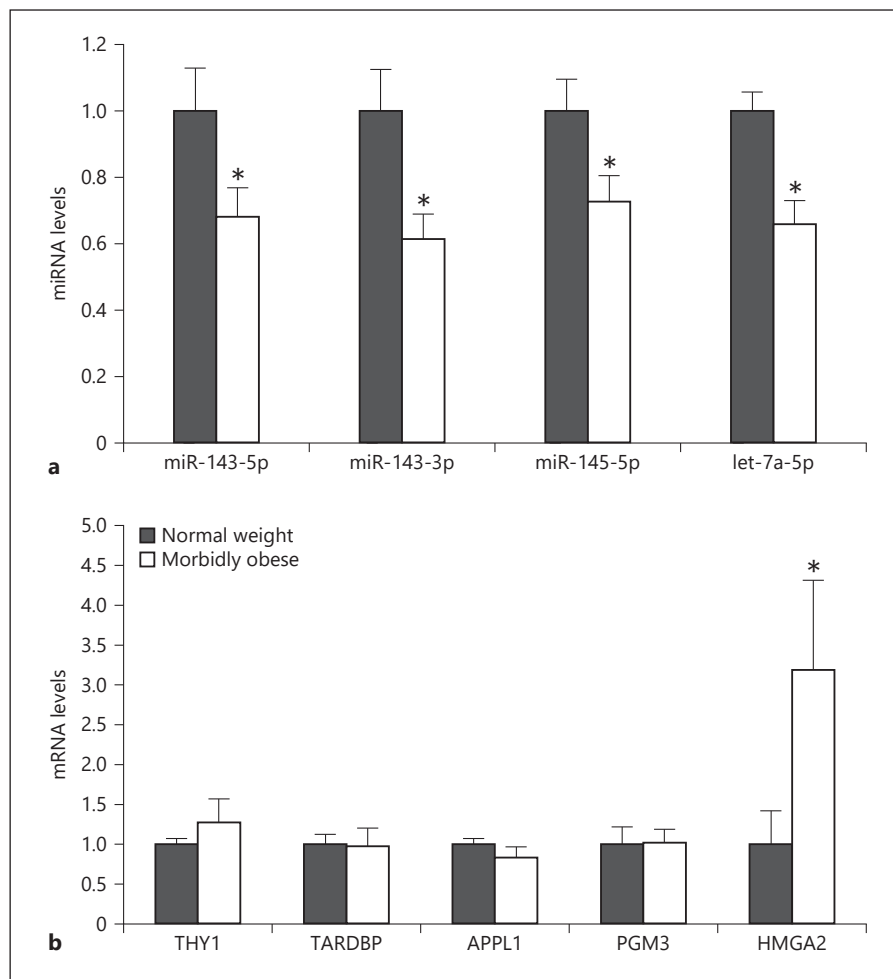 1.2
1.0
0.8
0.6
0.4
0.2
0
miRNA levels
*
*
*
*
miR-143-5p miR-143-3p miR-145-5p let-7a-5p
a
Normal weight
Morbidly obese
5.0
4.5
4.0
3.5
3.0
2.5
2.0
1.5
1.0
0.5
0
mRNA levels
*
THY1 TARDBP APPL1 PGM3 HMGA2
b